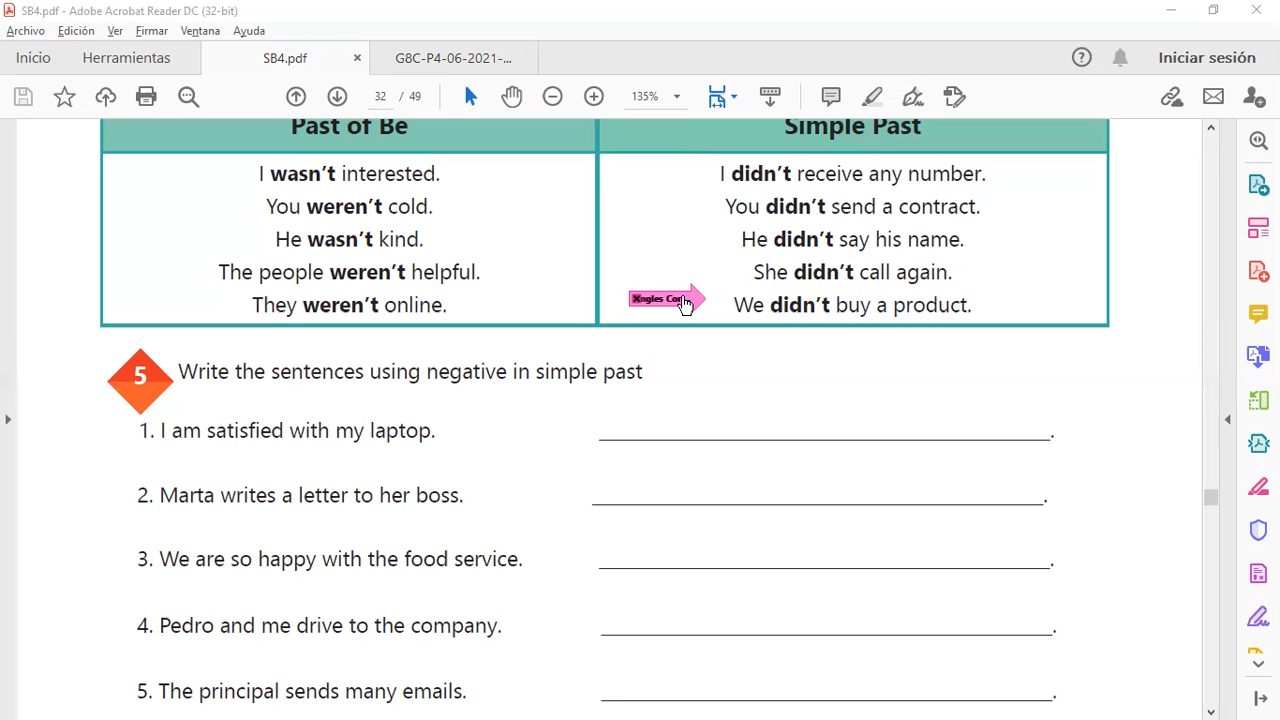 SB4.pdf - Adobe Acrobat Reader DC (32-bit)
Archivo Edición Ver Firmar Ventana Ayuda
Inicio Herramientas SB4.pdf × G8C-P4-06-2021-... Iniciar sesión
32 / 49 135%
Past of Be Simple Past
I wasn't interested. I didn't receive any number.
You weren't cold. You didn't send a contract.
He wasn't kind. He didn't say his name.
The people weren't helpful. She didn't call again.
They weren't online. We didn't buy a product.
5 Write the sentences using negative in simple past
1. I am satisfied with my laptop. ______________________.
2. Marta writes a letter to her boss. ______________________.
3. We are so happy with the food service. ______________________.
4. Pedro and me drive to the company. ______________________.
5. The principal sends many emails. ______________________.